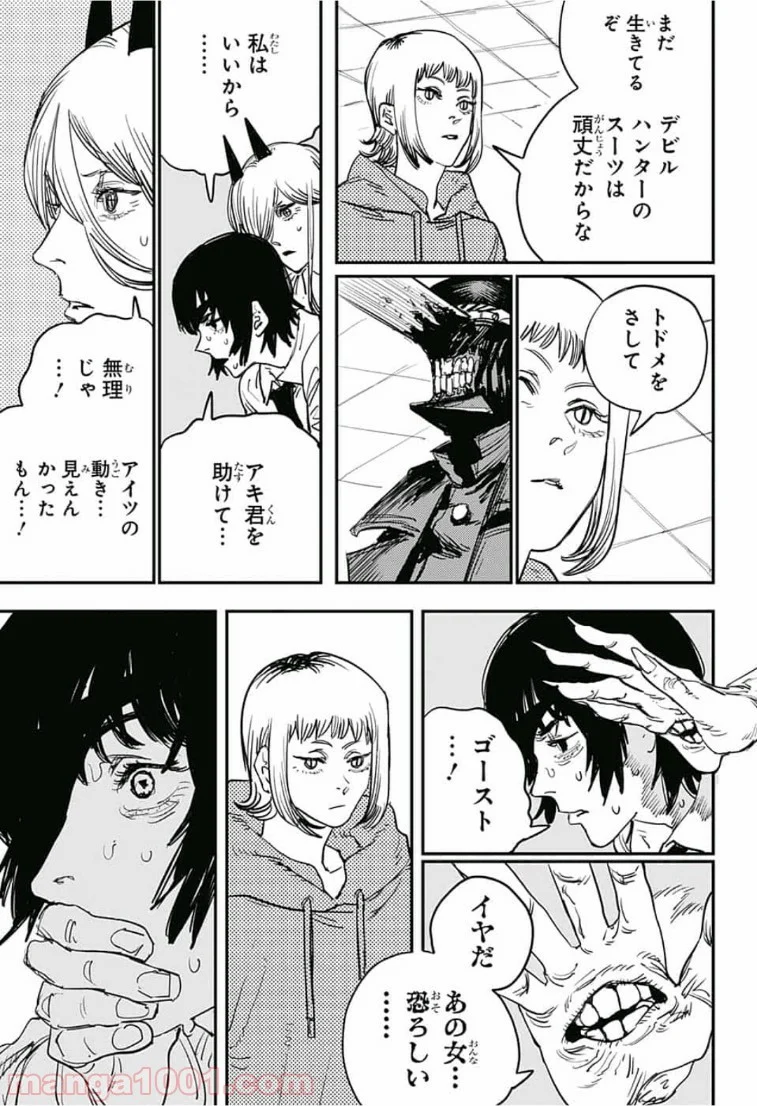 まだ
生きてる
ぞ
デビル
ハンターの
スーツは
頑丈だからな
トドメを
さして
私は
いいから
……
アキ君を
助けて…
無理
じゃ
…！
アイツの
動き…
見えん
かった
もん…！
ゴースト
…！
イヤだ
あの女…
恐ろしい
……
manga1001.com